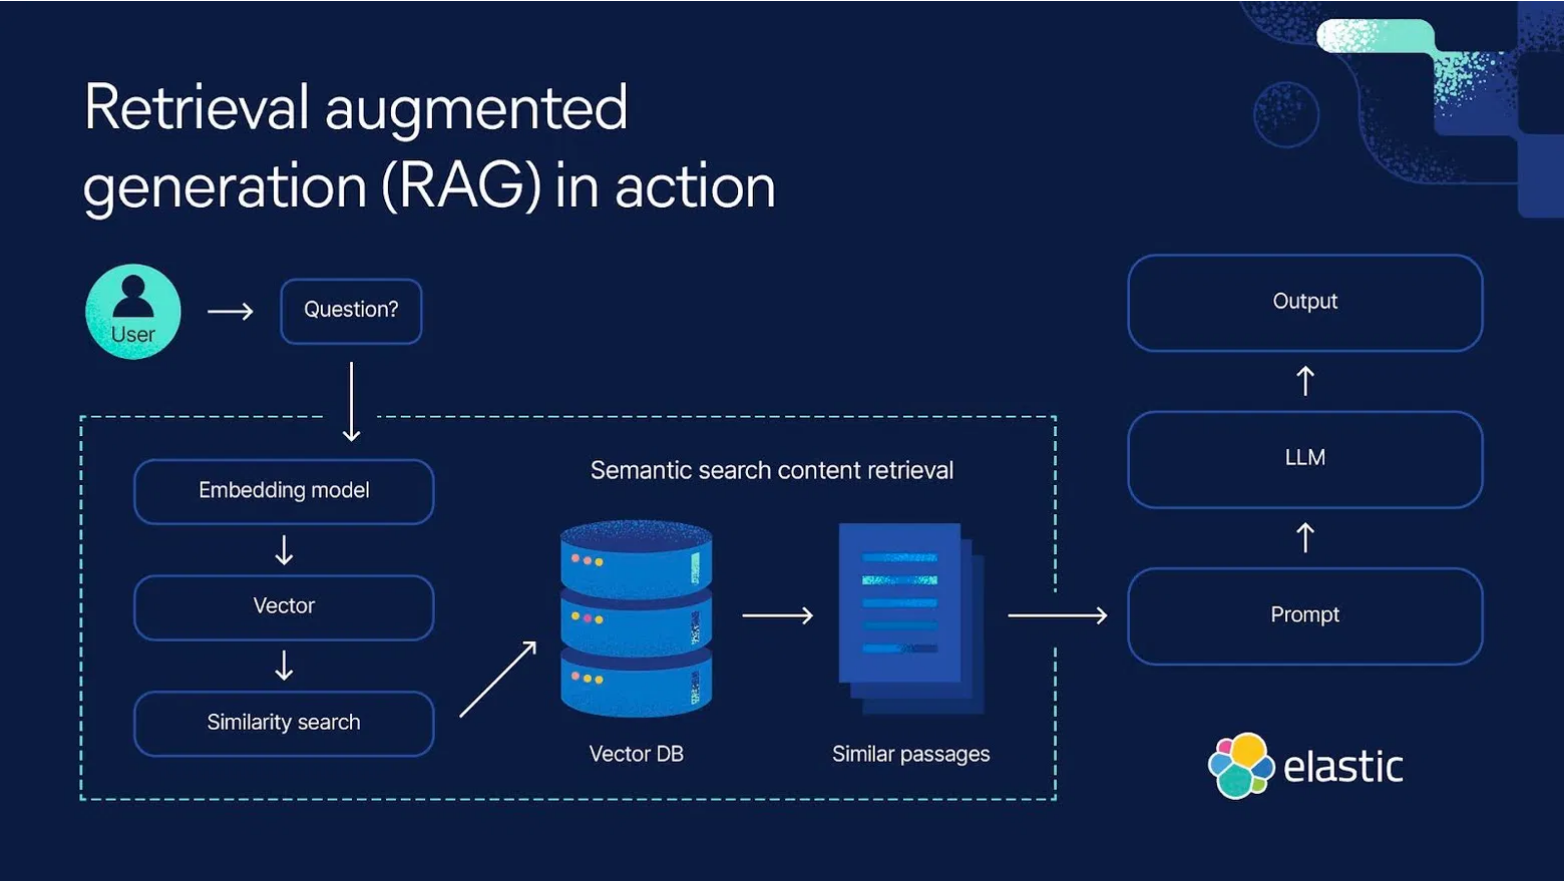 Retrieval augmented
generation (RAG) in action
User
Question?
Embedding model
Vector
Similarity search
Semantic search content retrieval
Vector DB
Similar passages
Output
LLM
Prompt
elastic